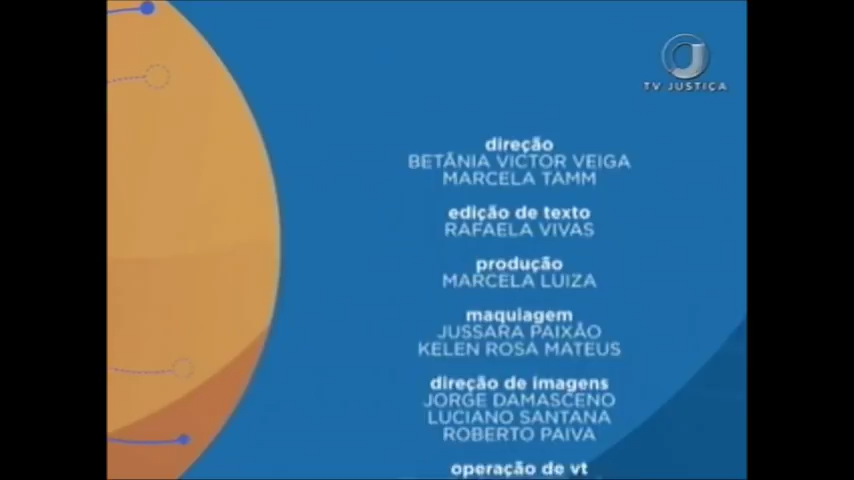 TV JUSTIÇA
direção
BETÂNIA VICTOR VEIGA
MARCELA TAMM
edição de texto
RAFAELA VIVAS
produção
MARCELA LUIZA
maquiagem
JUSSARA PAIXÃO
KELEN ROSA MATEUS
direção de imagens
JORGE DAMASCENO
LUCIANO SANTANA
ROBERTO PAIVA
operação de vt